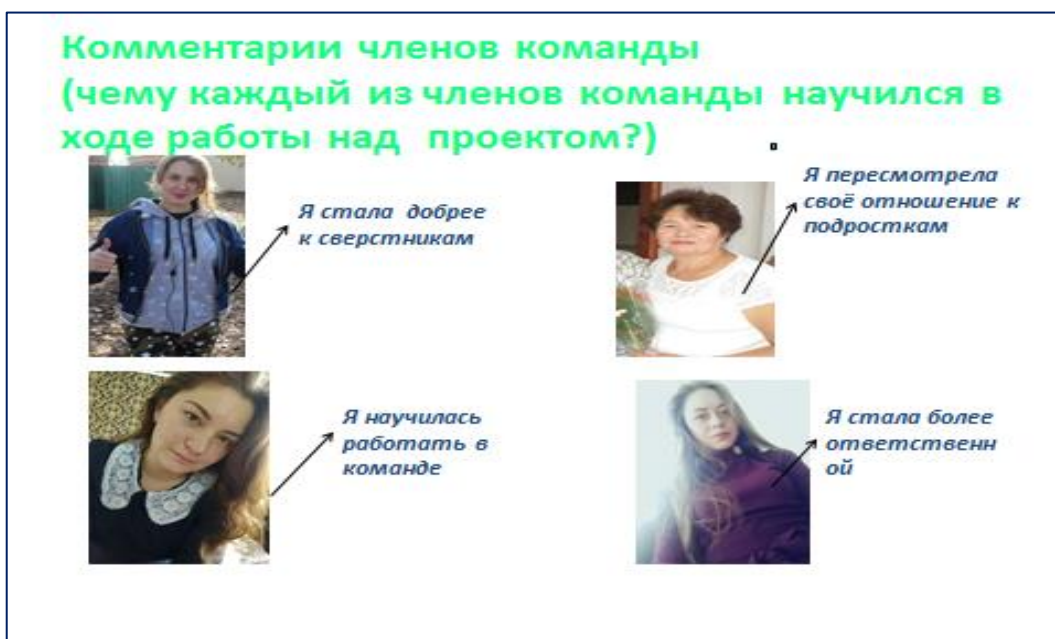 Комментарии членов команды
(чему каждый из членов команды научился в
ходе работы над проектом?)
Я стала добрее
к сверстникам
Я пересмотрела
своё отношение к
подросткам
Я научилась
работать в
команде
Я стала более
ответственн
ой